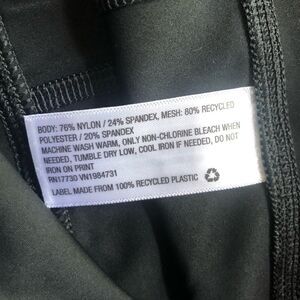 BODY: 76% NYLON / 24% SPANDEX, MESH: 80% RECYCLED
POLYESTER / 20% SPANDEX
MACHINE WASH WARM, ONLY NON-CHLORINE BLEACH WHEN
NEEDED, TUMBLE DRY LOW, COOL IRON IF NEEDED, DO NOT
IRON ON PRINT
RN17730 VN1984731
LABEL MADE FROM 100% RECYCLED PLASTIC